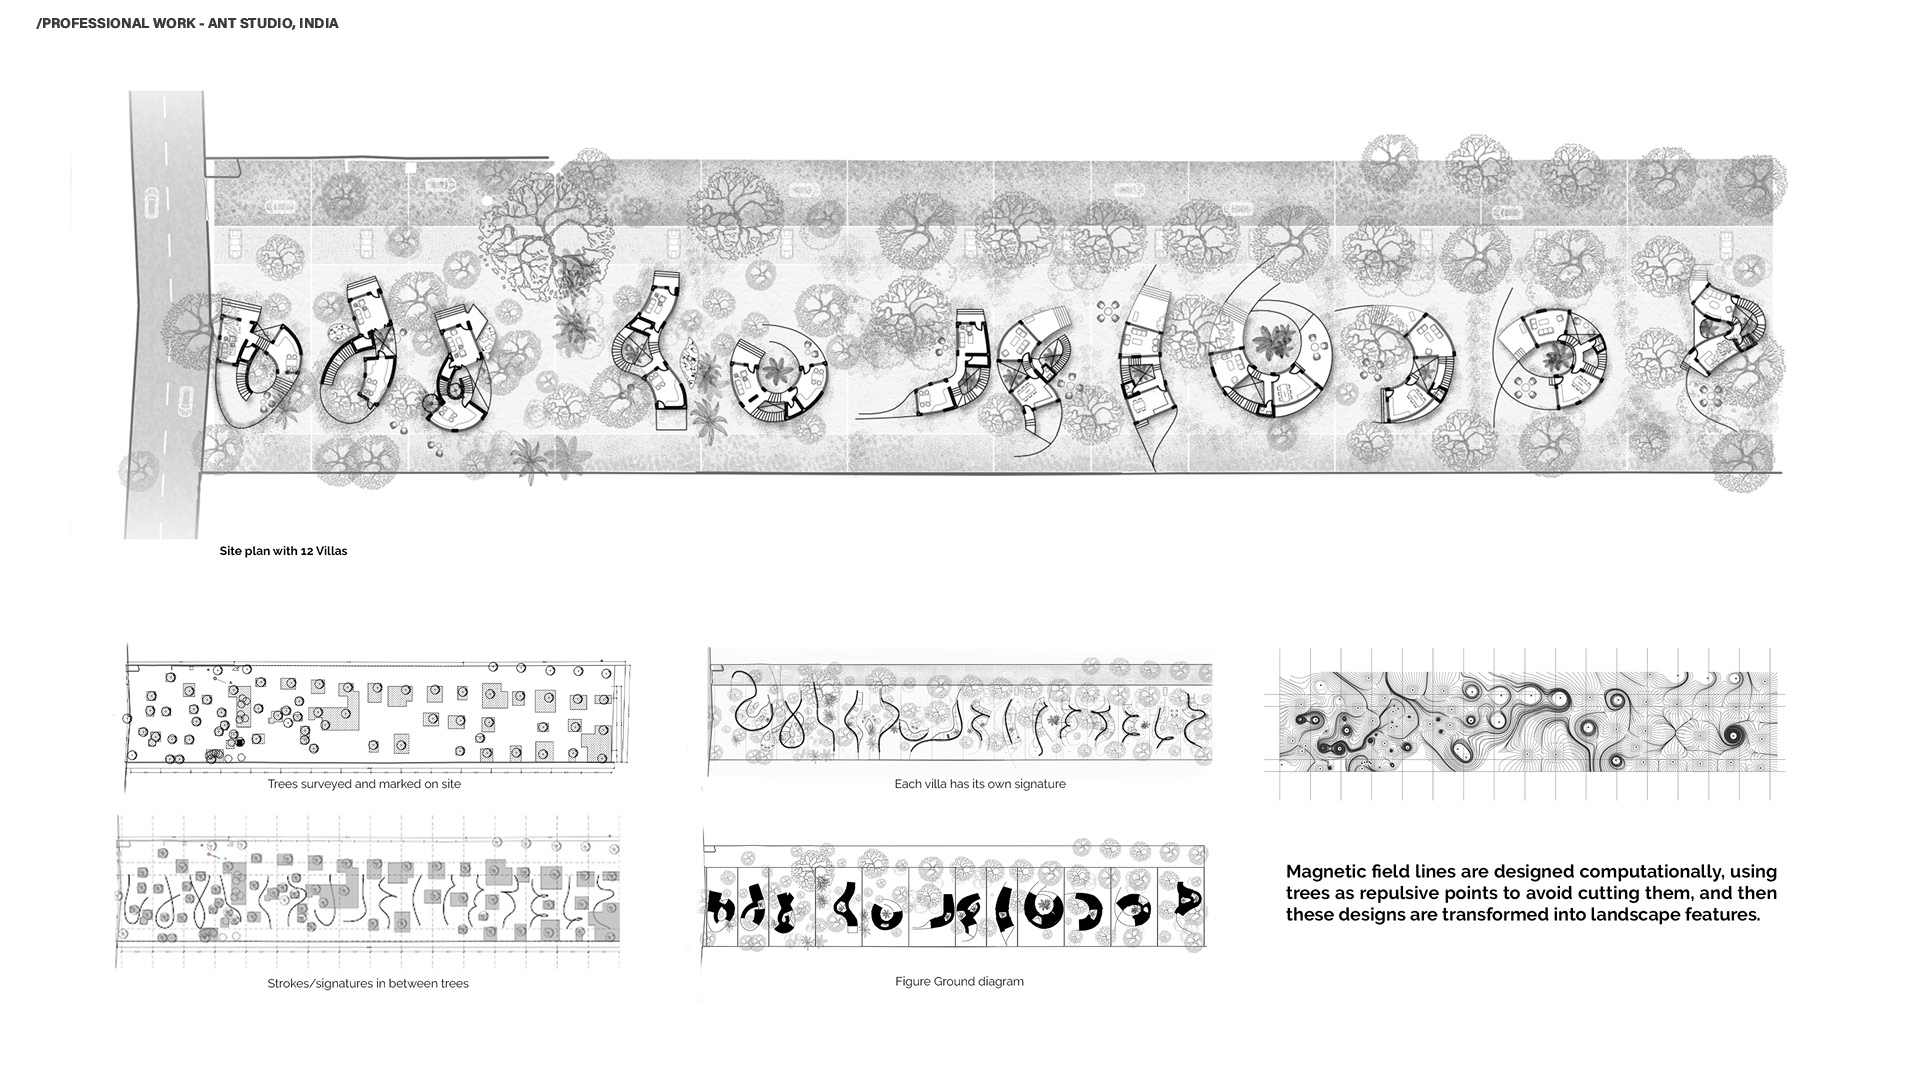 /PROFESSIONAL WORK - ANT STUDIO, INDIA
Site plan with 12 Villas
Trees surveyed and marked on site
Each villa has its own signature
Strokes/signatures in between trees
Figure Ground diagram
Magnetic field lines are designed computationally, using
trees as repulsive points to avoid cutting them, and then
these designs are transformed into landscape features.